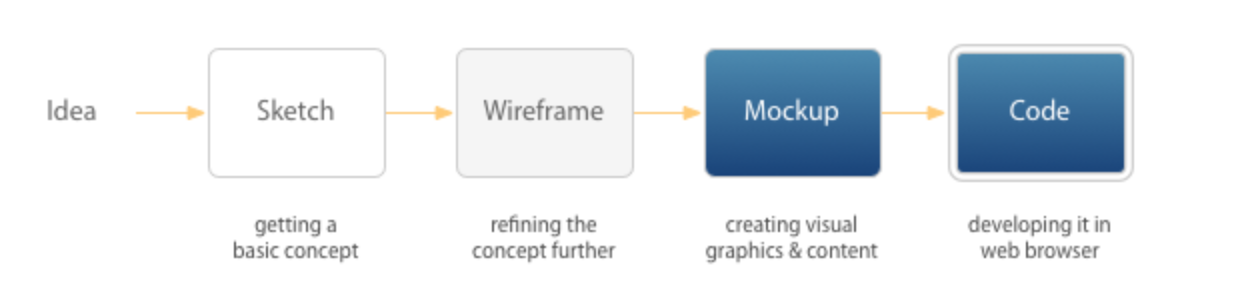 Idea
Sketch
Wireframe
Mockup
Code
getting a
basic concept
refining the
concept further
creating visual
graphics & content
developing it in
web browser